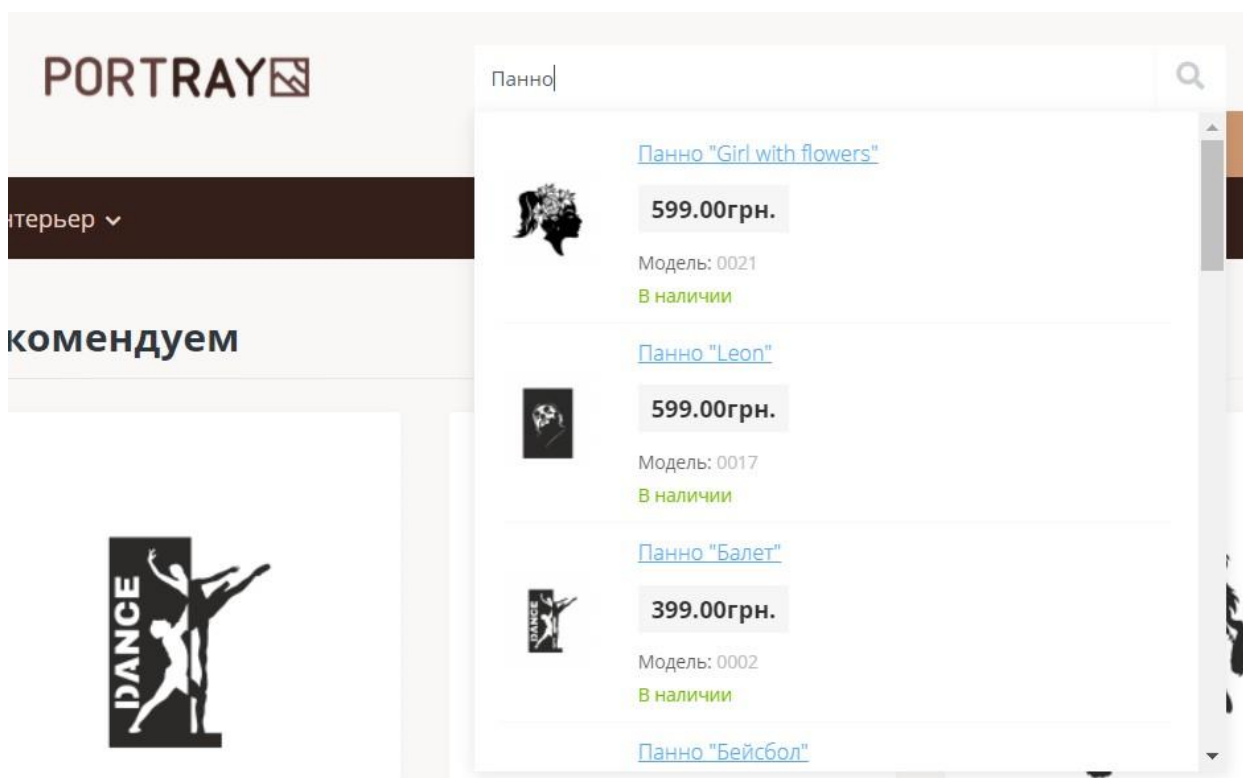 PORTRAY
Панно
нтерьер
комендуем
DANCE
Панно "Girl with flowers"
599.00грн.
Модель: 0021
В наличии
Панно "Leon"
599.00грн.
Модель: 0017
В наличии
DANCE
Панно "Балет"
399.00грн.
Модель: 0002
В наличии
Панно "Бейсбол"